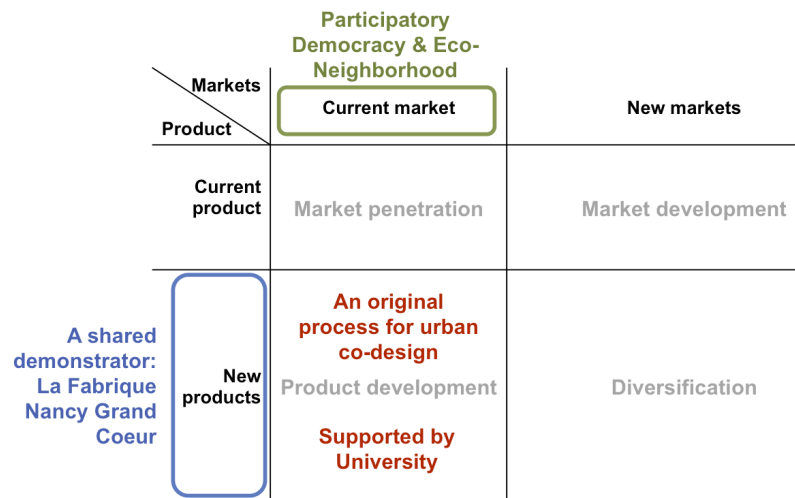 Participatory
Democracy & Eco-
Neighborhood
Markets
Product
Current market
New markets
Current
product
Market penetration
Market development
A shared
demonstrator:
La Fabrique
Nancy Grand
Coeur
New
products
An original
process for urban
co-design
Product development
Supported by
University
Diversification